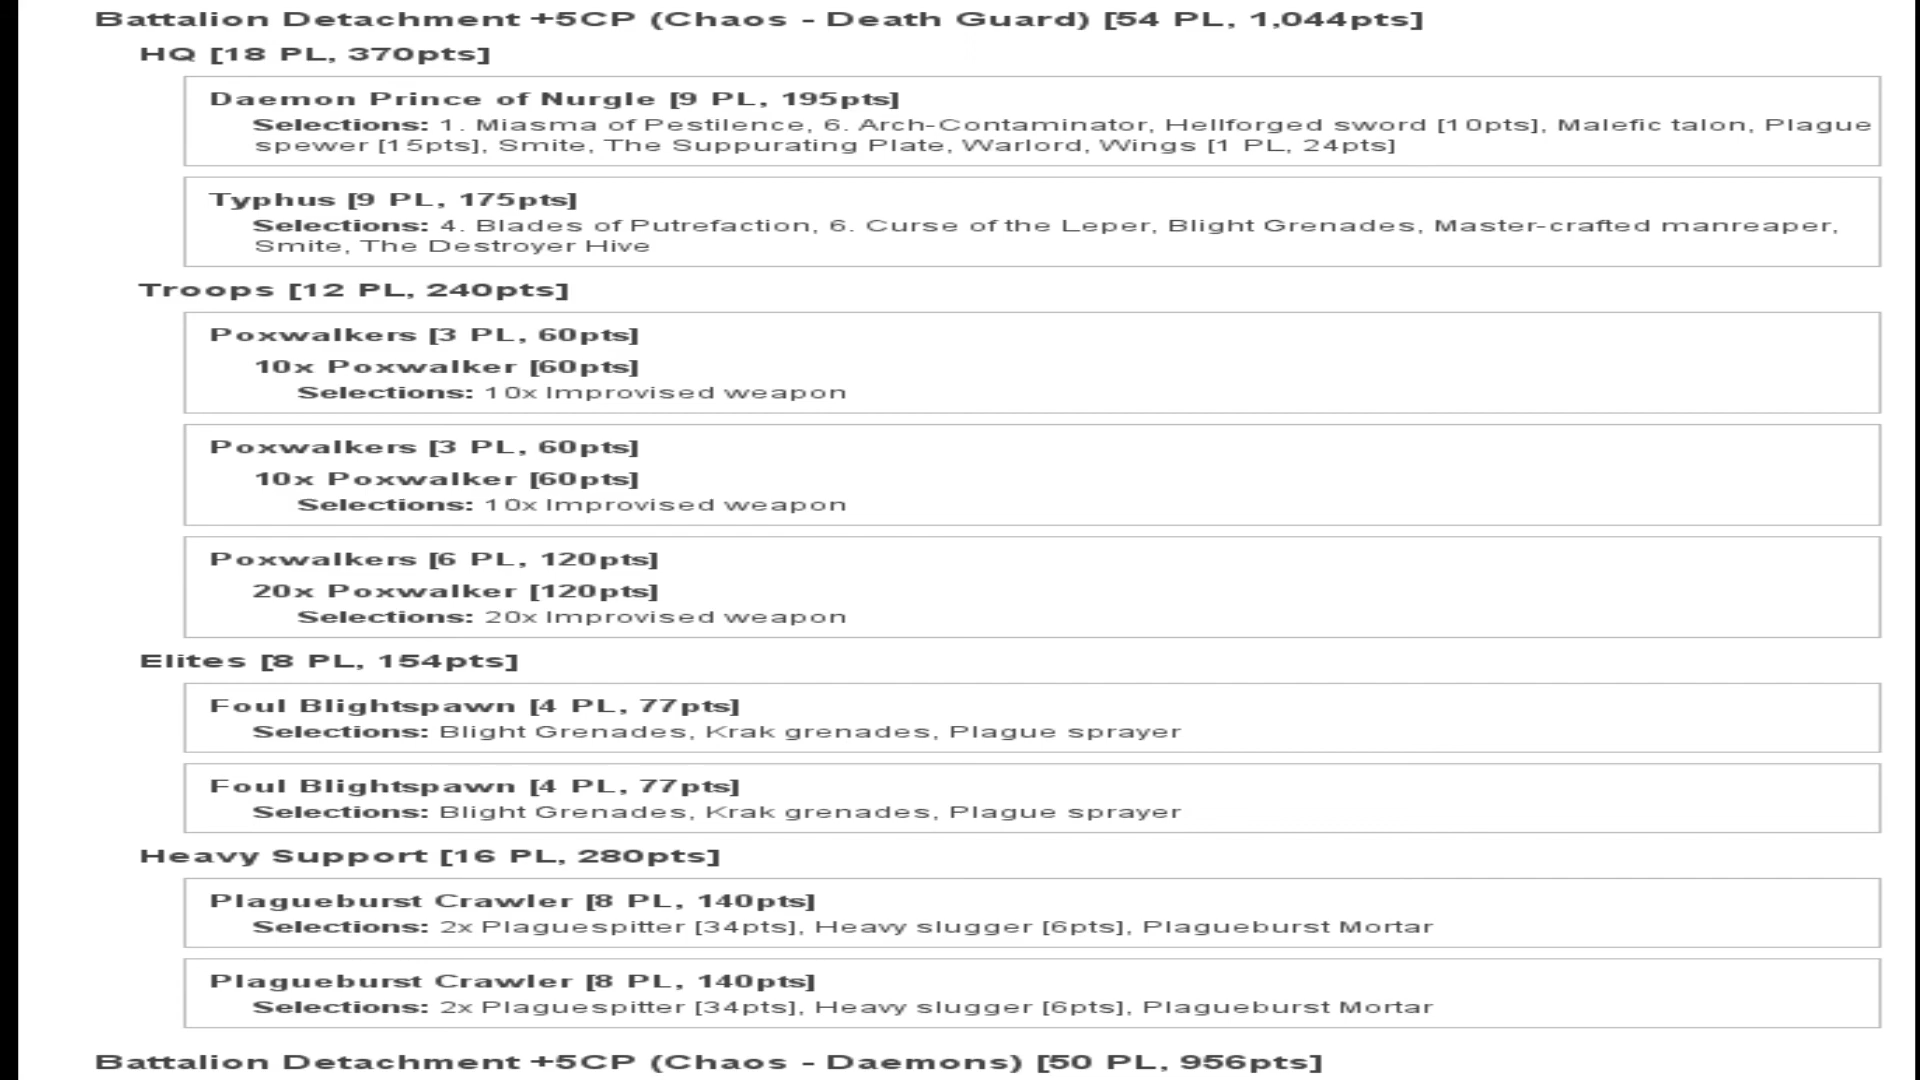 Battalion Detachment +5CP (Chaos - Death Guard) [54 PL, 1,044pts]
HQ [18 PL, 370pts]
Daemon Prince of Nurgle [9 PL, 195pts]
Selections: 1. Miasma of Pestilence, 6. Arch-Contaminator, Hellforged sword [10pts], Malefic talon, Plague
spewer [15pts], Smite, The Suppurating Plate, Warlord, Wings [1 PL, 24pts]
Typhus [9 PL, 175pts]
Selections: 4. Blades of Putrefaction, 6. Curse of the Leper, Blight Grenades, Master-crafted manreaper,
Smite, The Destroyer Hive
Troops [12 PL, 240pts]
Poxwalkers [3 PL, 60pts]
10x Poxwalker [60pts]
Selections: 10x Improvised weapon
Poxwalkers [3 PL, 60pts]
10x Poxwalker [60pts]
Selections: 10x Improvised weapon
Poxwalkers [6 PL, 120pts]
20x Poxwalker [120pts]
Selections: 20x Improvised weapon
Elites [8 PL, 154pts]
Foul Blightspawn [4 PL, 77pts]
Selections: Blight Grenades, Krak grenades, Plague sprayer
Foul Blightspawn [4 PL, 77pts]
Selections: Blight Grenades, Krak grenades, Plague sprayer
Heavy Support [16 PL, 280pts]
Plagueburst Crawler [8 PL, 140pts]
Selections: 2x Plaguespitter [34pts], Heavy slugger [6pts], Plagueburst Mortar
Plagueburst Crawler [8 PL, 140pts]
Selections: 2x Plaguespitter [34pts], Heavy slugger [6pts], Plagueburst Mortar
Battalion Detachment +5CP (Chaos - Daemons) [50 PL, 956pts]